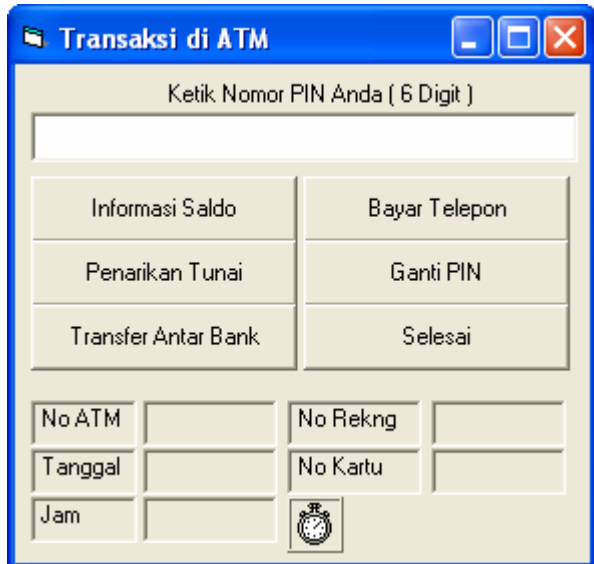 Transaksi di ATM
Ketik Nomor PIN Anda ( 6 Digit )
Informasi Saldo Bayar Telepon
Penarikan Tunai Ganti PIN
Transfer Antar Bank Selesai
No ATM No Rekng
Tanggal No Kartu
Jam